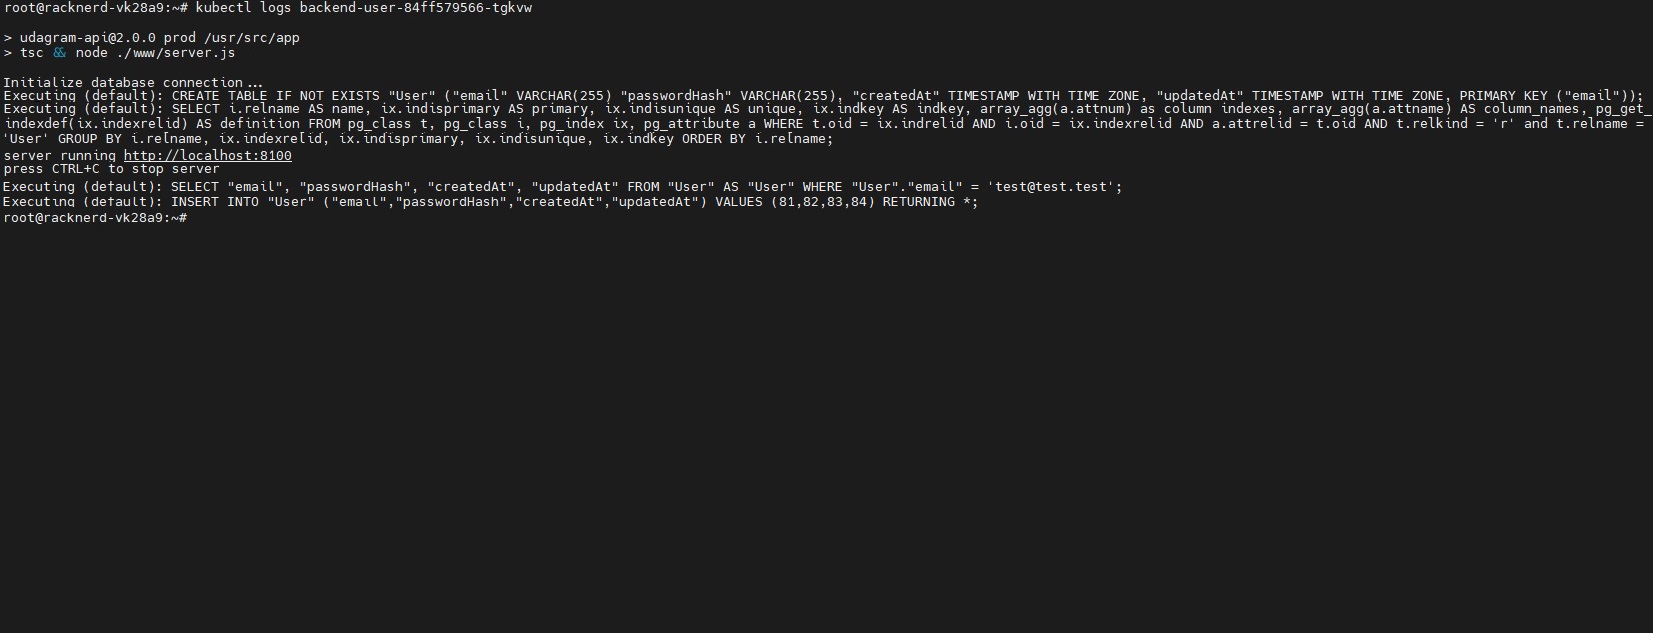 root@racknerd-vk28a9:~# kubectl logs backend-user-84ff579566-tgkvw
> udagram-api@2.0.0 prod /usr/src/app
> tsc && node ./www/server.js
Initialize database connection...
Executing (default): CREATE TABLE IF NOT EXISTS "User" ("email" VARCHAR(255) "passwordHash" VARCHAR(255), "createdAt" TIMESTAMP WITH TIME ZONE, "updatedAt" TIMESTAMP WITH TIME ZONE, PRIMARY KEY ("email"));
Executing (default): SELECT i.relname AS name, ix.indisprimary AS primary, ix.indisunique AS unique, ix.indkey AS indkey, array_agg(a.attnum) as column indexes, array_agg(a.attname) AS column_names, pg_get_
indexdef(ix.indexrelid) AS definition FROM pg_class t, pg_class i, pg_index ix, pg_attribute a WHERE t.oid = ix.indrelid AND i.oid = ix.indexrelid AND a.attrelid = t.oid AND t.relkind = 'r' and t.relname =
'User' GROUP BY i.relname, ix.indexrelid, ix.indisprimary, ix.indisunique, ix.indkey ORDER BY i.relname;
server running http://localhost:8100
press CTRL+C to stop server
Executing (default): SELECT "email", "passwordHash", "createdAt", "updatedAt" FROM "User" AS "User" WHERE "User"."email" = 'test@test.test';
Executing (default): INSERT INTO "User" ("email","passwordHash","createdAt","updatedAt") VALUES (81,82,83,84) RETURNING *;
root@racknerd-vk28a9:~#